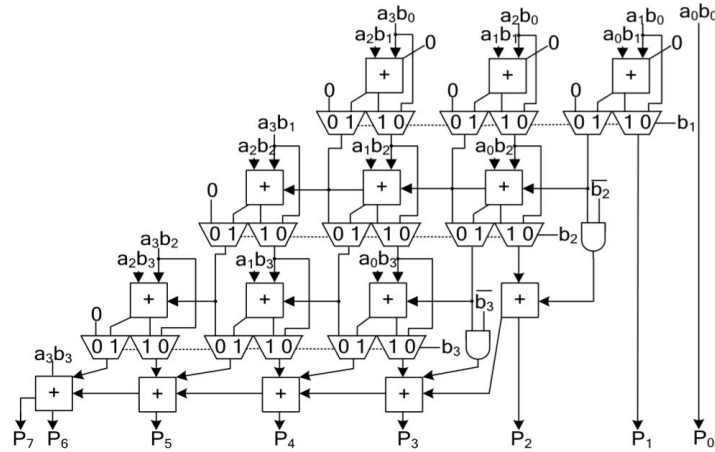 a₃b₀ a₂b₀ a₁b₀ a₀b₀
a₂b₁ 0 a₁b₁ 0 a₀b₁ 0
+ + +
0 0 0
0 1 1 0 0 1 1 0 0 1 1 0 b₁
a₃b₁
a₂b₂ a₁b₂ a₀b₂
+ + + b̅₂
0
0 1 1 0 0 1 1 0 0 1 1 0 b₂
a₃b₂
a₂b₃ a₁b₃ a₀b₃
+ + + b̅₃ +
0
0 1 1 0 0 1 1 0 0 1 1 0 b₃
a₃b₃
+ + + +
P₇ P₆ P₅ P₄ P₃ P₂ P₁ P₀